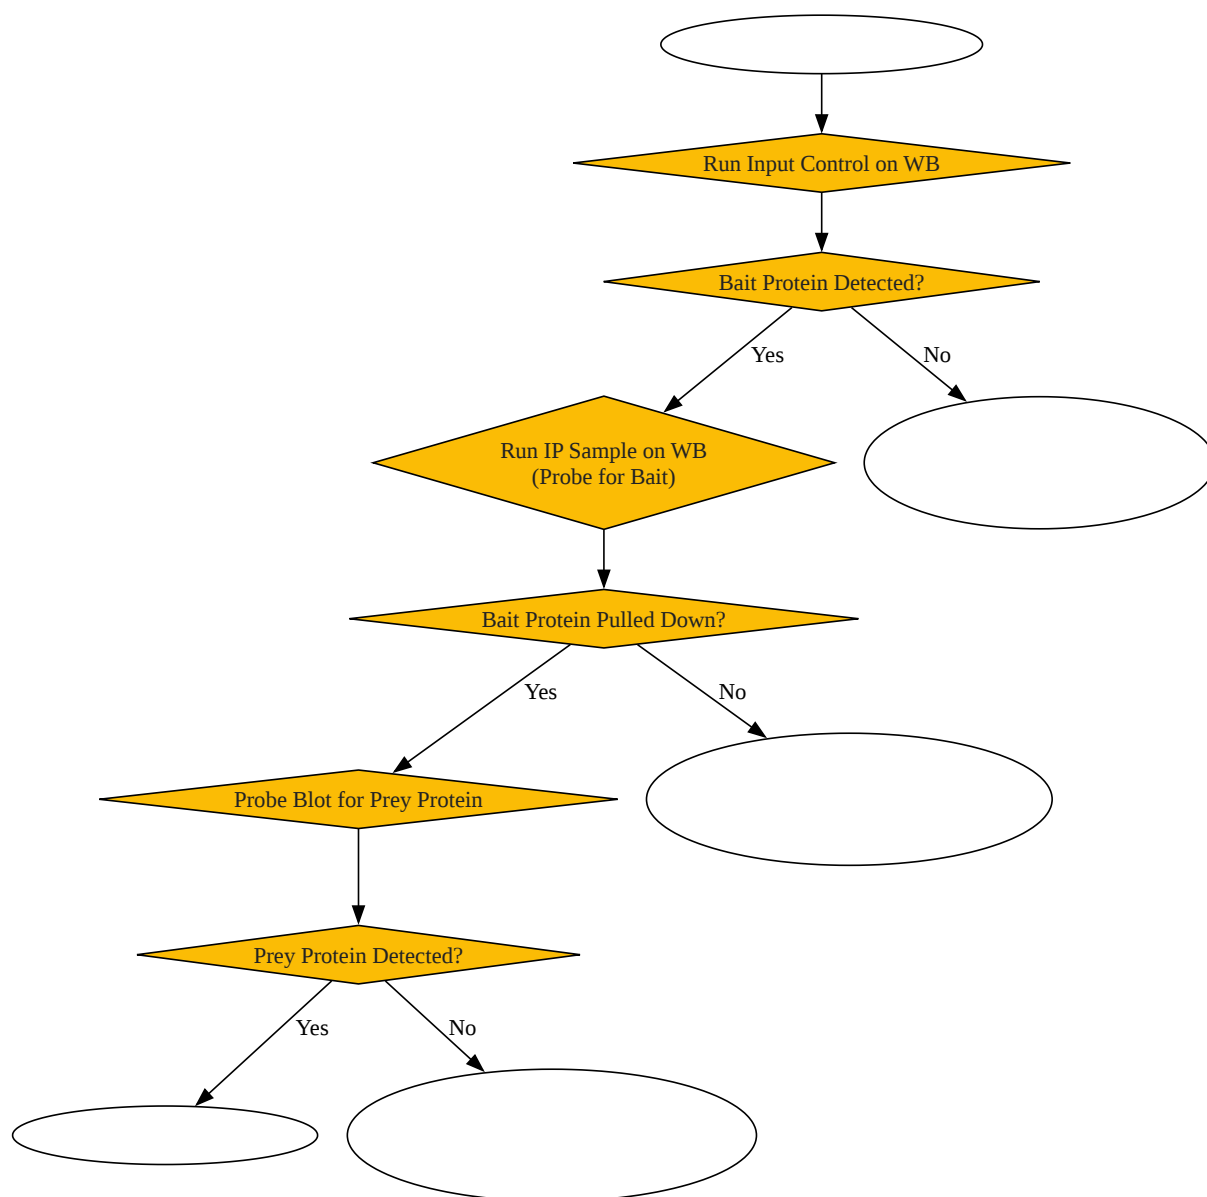 Run Input Control on WB
Bait Protein Detected?
Yes
No
Run IP Sample on WB
(Probe for Bait)
Bait Protein Pulled Down?
Yes
No
Probe Blot for Prey Protein
Prey Protein Detected?
Yes
No